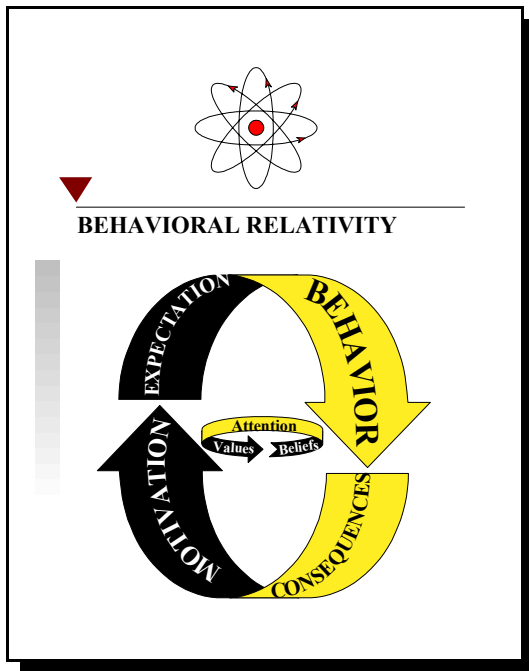 BEHAVIORAL RELATIVITY
EXPECTATION
BEHAVIOR
Attention
Values
Beliefs
MOTIVATION
CONSEQUENCES